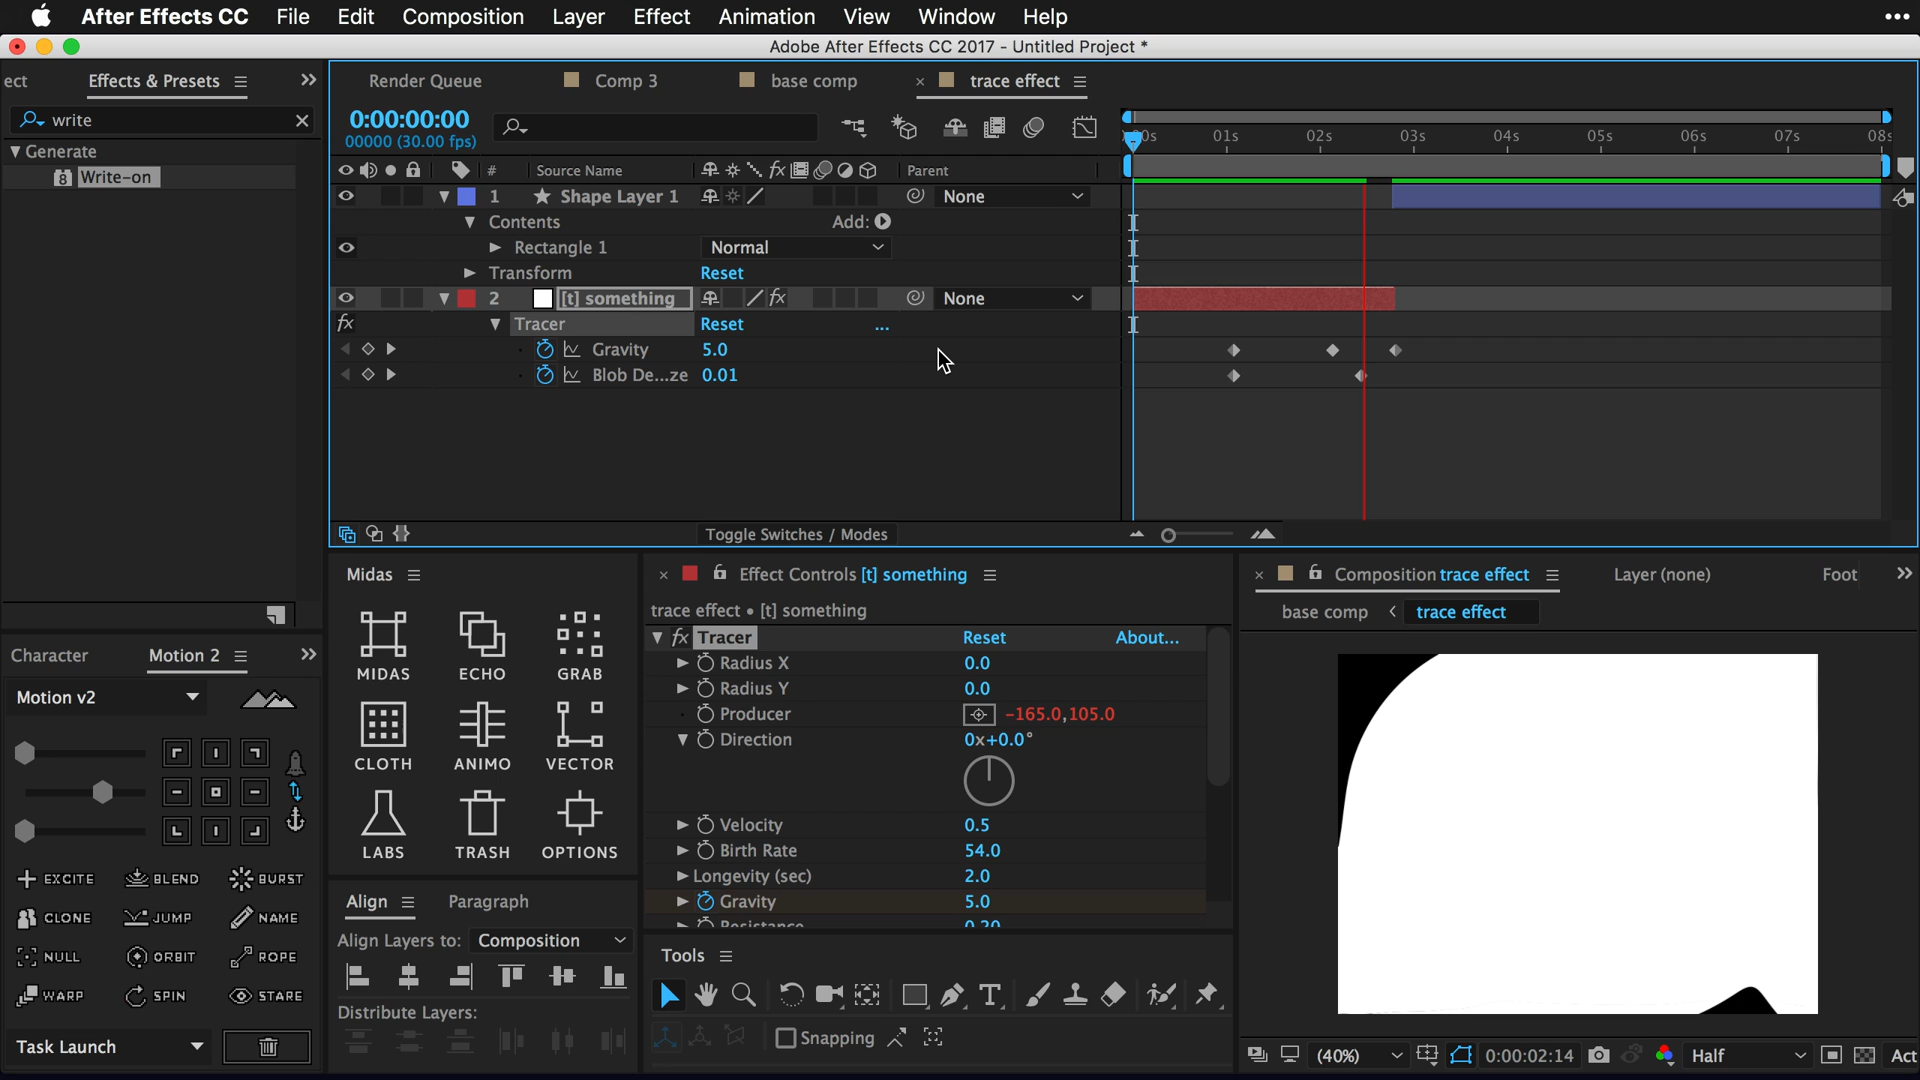 After Effects CC File Edit Composition Layer Effect Animation View Window Help
Adobe After Effects CC 2017 - Untitled Project *
ect Effects & Presets
write
Generate
8 Write-on
Render Queue Comp 3 base comp trace effect
0:00:00:00
00000 (30.00 fps)
01s 02s 03s 04s 05s 06s 07s 08s
# Source Name fx Parent
1 Shape Layer 1 None
Contents Add:
Rectangle 1 Normal
Transform Reset
2 [t] something fx None
fx Tracer Reset ...
Gravity 5.0
Blob De...ze 0.01
Toggle Switches / Modes
Character Motion 2
Motion v2
EXCITE BLEND BURST
CLONE JUMP NAME
NULL ORBIT ROPE
WARP SPIN STARE
Task Launch
Midas
MIDAS ECHO GRAB
CLOTH ANIMO VECTOR
LABS TRASH OPTIONS
Align Paragraph
Align Layers to: Composition
Distribute Layers:
Effect Controls [t] something
trace effect • [t] something
fx Tracer Reset About...
Radius X 0.0
Radius Y 0.0
Producer -165.0,105.0
Direction 0x+0.0°
Velocity 0.5
Birth Rate 54.0
Longevity (sec) 2.0
Gravity 5.0
Resistance 0.20
Tools
T
Snapping
Composition trace effect Layer (none) Foot
base comp < trace effect
(40%) 0:00:02:14 Half Act